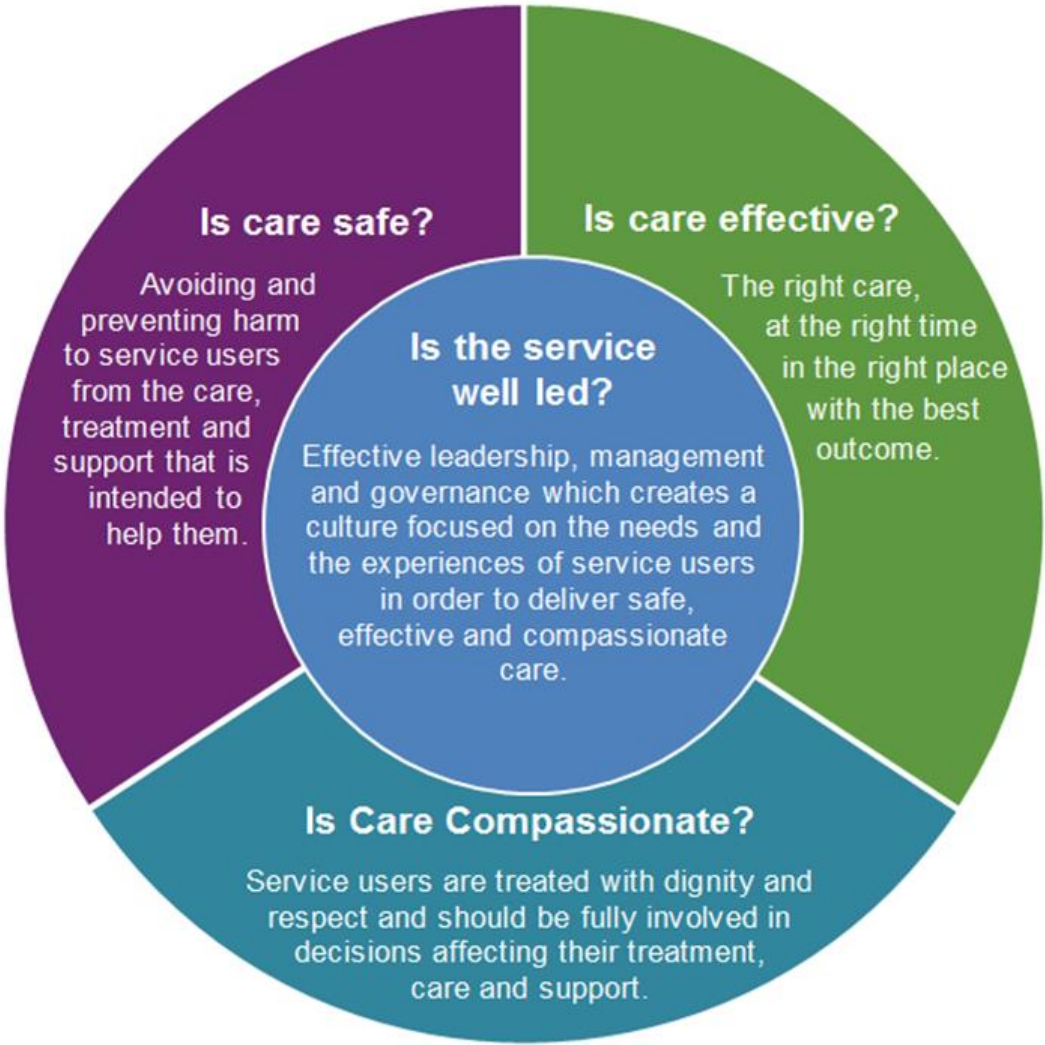 Is care safe?
Avoiding and
preventing harm
to service users
from the care,
treatment and
support that is
intended to
help them.
Is care effective?
The right care,
at the right time
in the right place
with the best
outcome.
Is the service
well led?
Effective leadership, management
and governance which creates a
culture focused on the needs and
the experiences of service users
in order to deliver safe,
effective and compassionate
care.
Is Care Compassionate?
Service users are treated with dignity and
respect and should be fully involved in
decisions affecting their treatment,
care and support.